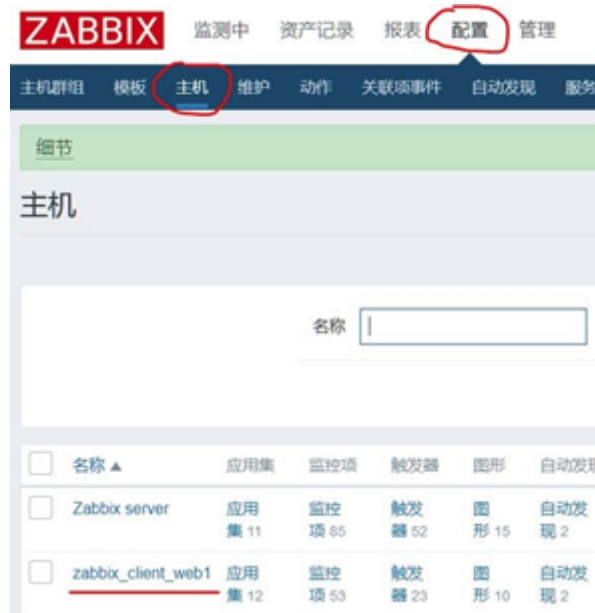 ZABBIX 监测中 资产记录 报表 配置 管理
主机群组 模板 主机 维护 动作 关联项事件 自动发现 服务
细节
主机
名称
名称▲ 应用集 监控项 触发器 图形 自动发现
Zabbix server 应用 监控 触发 图 自动发
集 11 项 85 器 52 形 15 现 2
zabbix_client_web1 应用 监控 触发 图 自动发
集 12 项 53 器 23 形 10 现 2